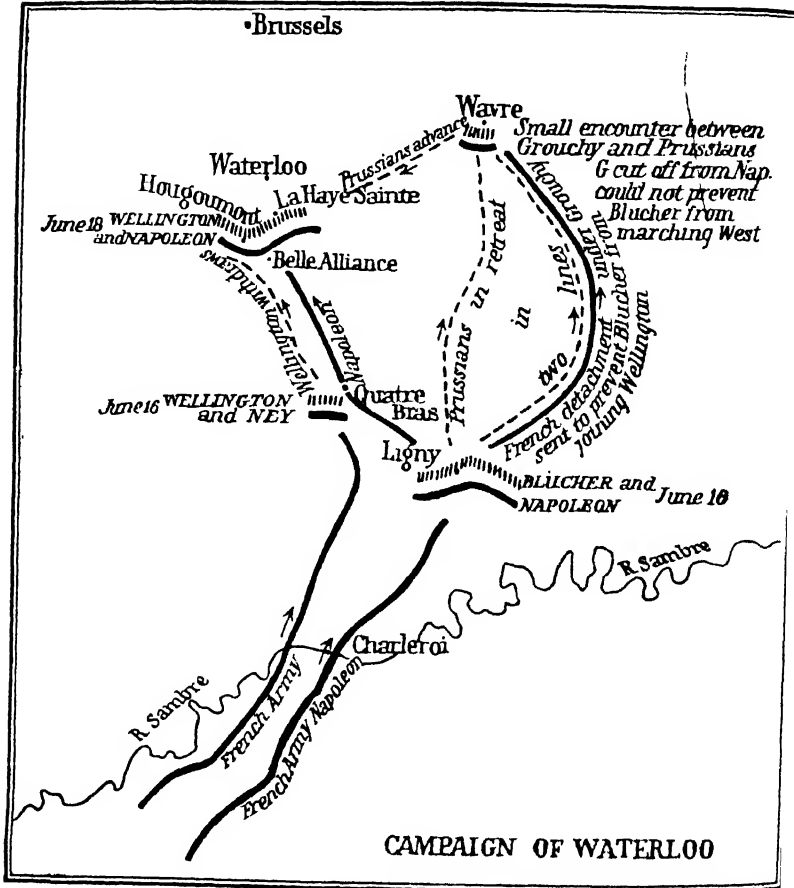 Brussels
Wavre
Small encounter between
Grouchy and Prussians
G cut off from Nap.
could not prevent
Blucher from
marching West
Prussians advance
Waterloo
Hougoumont
La Haye Sainte
June 18 WELLINGTON
and NAPOLEON
Belle Alliance
Wellington withdraws
Napoleon
Prussians in retreat
in
two
lines
French detachment under Grouchy
sent to prevent Blucher from
joining Wellington
June 16 WELLINGTON
and NEY
Quatre
Bras
Ligny
BLÜCHER and
NAPOLEON
June 16
R. Sambre
Charleroi
R. Sambre
French Army
French Army Napoleon
CAMPAIGN OF WATERLOO